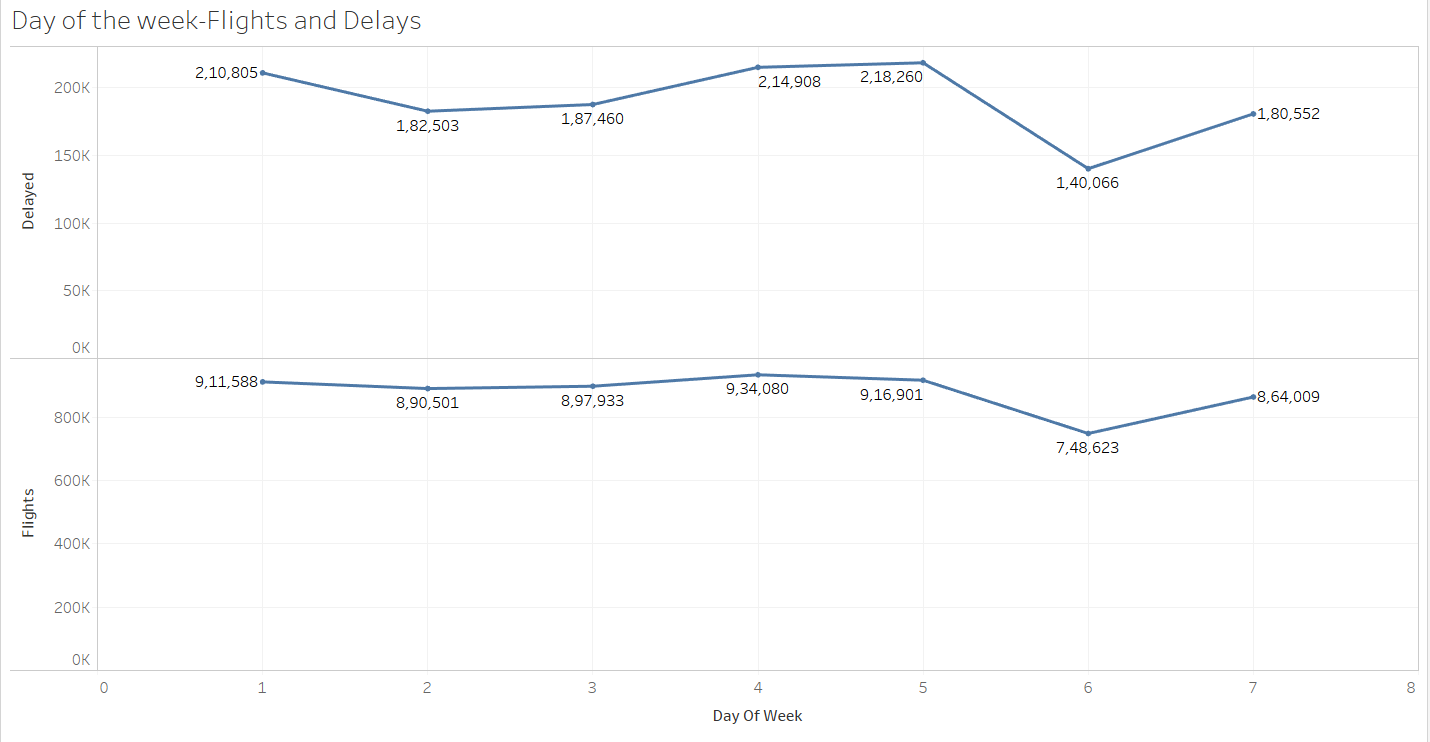 Day of the week-Flights and Delays
200K
150K
100K
50K
0K
Delayed
2,10,805
1,82,503
1,87,460
2,14,908
2,18,260
1,40,066
1,80,552
800K
600K
400K
200K
0K
Flights
9,11,588
8,90,501
8,97,933
9,34,080
9,16,901
7,48,623
8,64,009
0 1 2 3 4 5 6 7 8
Day Of Week